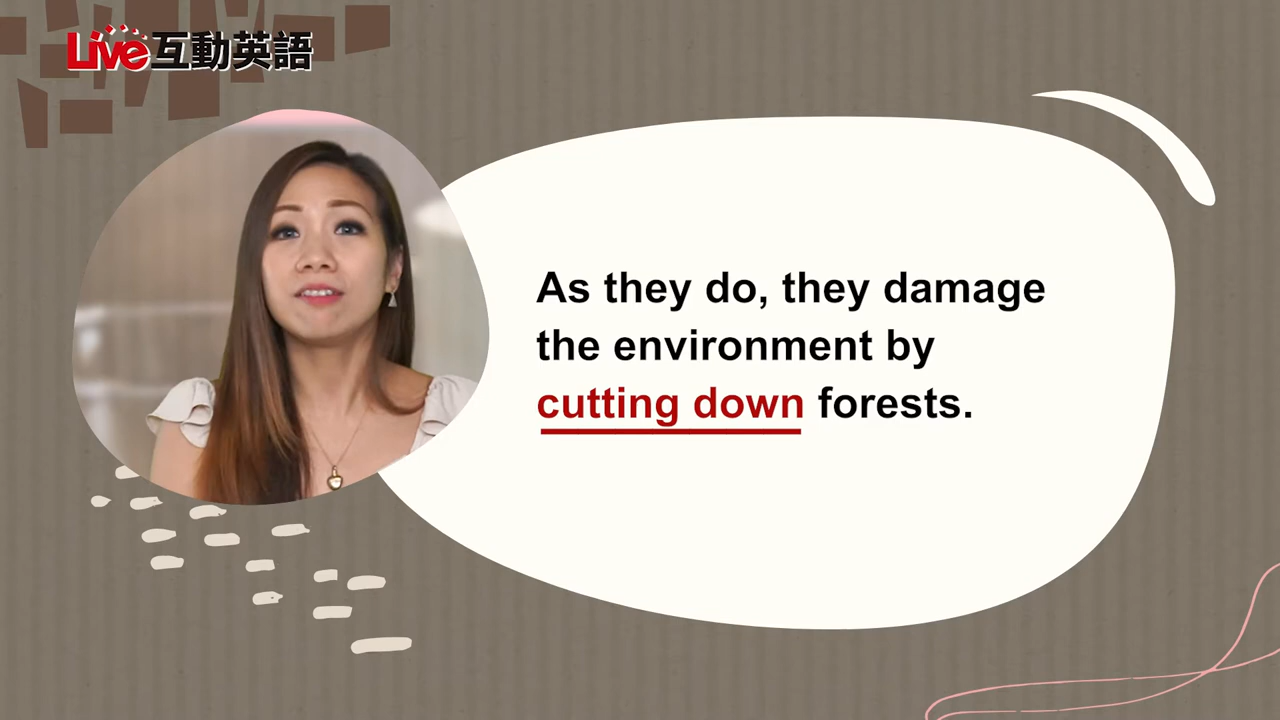 Live互動英語
As they do, they damage
the environment by
cutting down forests.